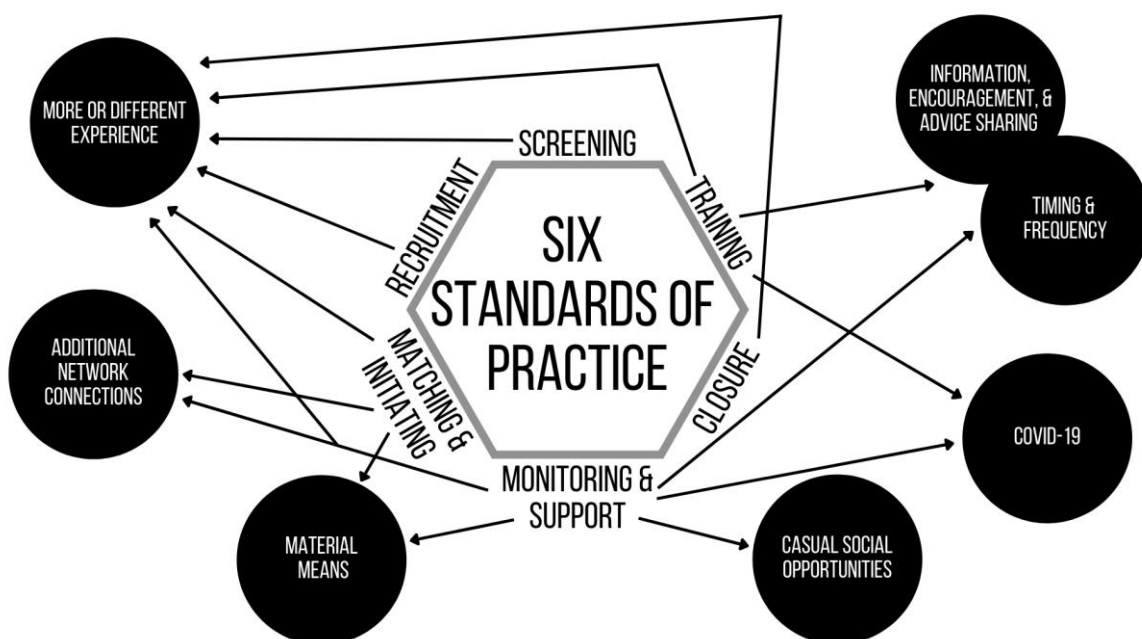 MORE OR DIFFERENT
EXPERIENCE
SCREENING
INFORMATION,
ENCOURAGEMENT, &
ADVICE SHARING
RECRUITMENT
TRAINING
TIMING &
FREQUENCY
SIX
STANDARDS OF
PRACTICE
ADDITIONAL
NETWORK
CONNECTIONS
MATCHING &
INITIATING
CLOSURE
COVID-19
MONITORING &
SUPPORT
MATERIAL
MEANS
CASUAL SOCIAL
OPPORTUNITIES